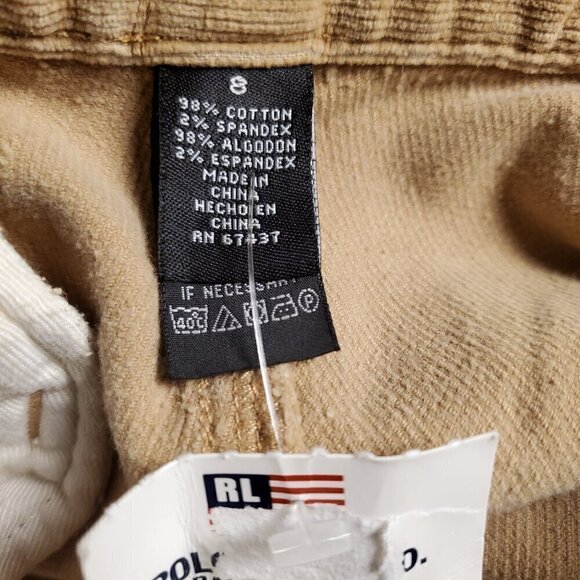 8
98% COTTON
2% SPANDEX
98% ALGODON
2% ESPANDEX
MADE IN
CHINA
HECHO EN
CHINA
RN 67437
IF
40C P
RL
O.